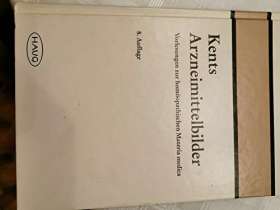 Kents
Arzneimittelbilder
Vorlesungen zur homöopathischen Materia medica
8. Auflage
HAUG